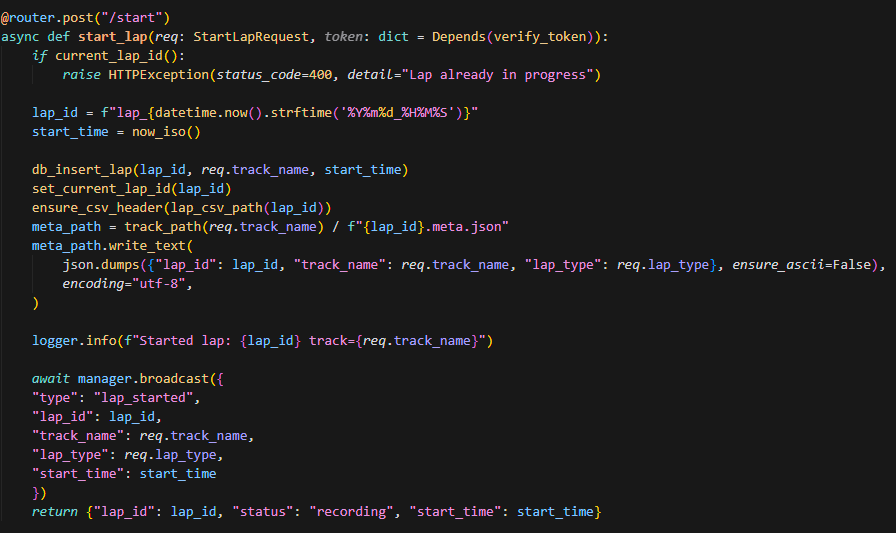 @router.post("/start")
async def start_lap(req: StartLapRequest, token: dict = Depends(verify_token)):
    if current_lap_id():
        raise HTTPException(status_code=400, detail="Lap already in progress")

    lap_id = f"lap_{datetime.now().strftime('%Y%m%d_%H%M%S')}"
    start_time = now_iso()

    db_insert_lap(lap_id, req.track_name, start_time)
    set_current_lap_id(lap_id)
    ensure_csv_header(lap_csv_path(lap_id))
    meta_path = track_path(req.track_name) / f"{lap_id}.meta.json"
    meta_path.write_text(
        json.dumps({"lap_id": lap_id, "track_name": req.track_name, "lap_type": req.lap_type}, ensure_ascii=False),
        encoding="utf-8",
    )

    logger.info(f"Started lap: {lap_id} track={req.track_name}")

    await manager.broadcast({
    "type": "lap_started",
    "lap_id": lap_id,
    "track_name": req.track_name,
    "lap_type": req.lap_type,
    "start_time": start_time
    })
    return {"lap_id": lap_id, "status": "recording", "start_time": start_time}